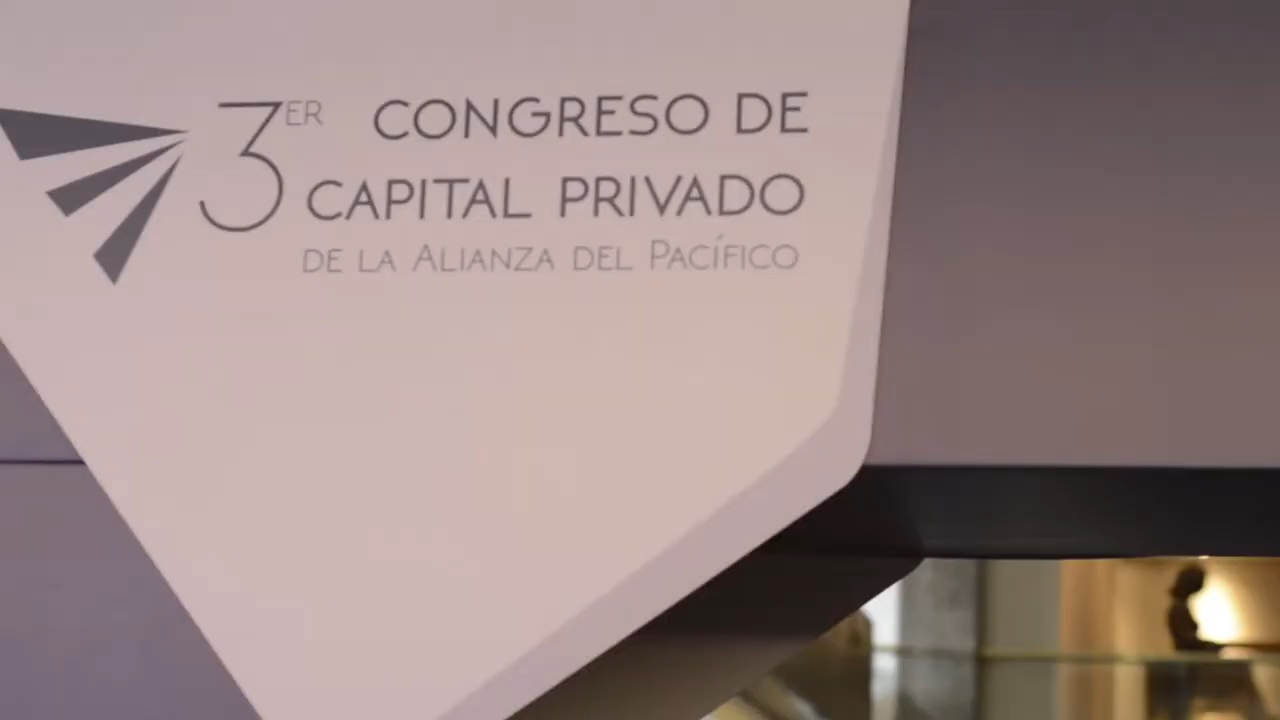 3ER CONGRESO DE
CAPITAL PRIVADO
DE LA ALIANZA DEL PACÍFICO